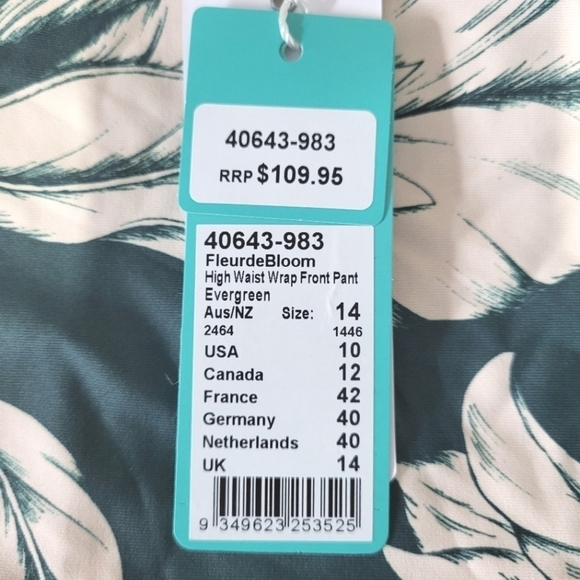 40643-983
RRP $109.95
40643-983
FleurdeBloom
High Waist Wrap Front Pant
Evergreen
Aus/NZ Size: 14
2464 1446
USA 10
Canada 12
France 42
Germany 40
Netherlands 40
UK 14
9 349623 253525